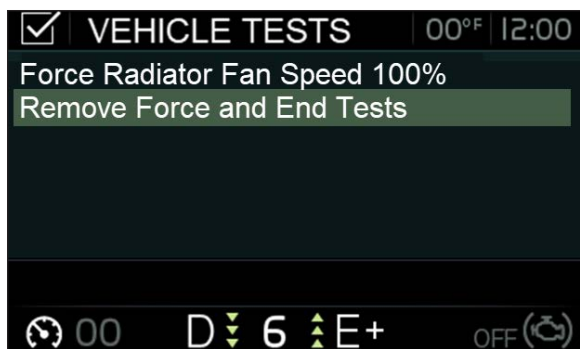 VEHICLE TESTS 00°F 12:00
Force Radiator Fan Speed 100%
Remove Force and End Tests
00 D 6 E+ OFF